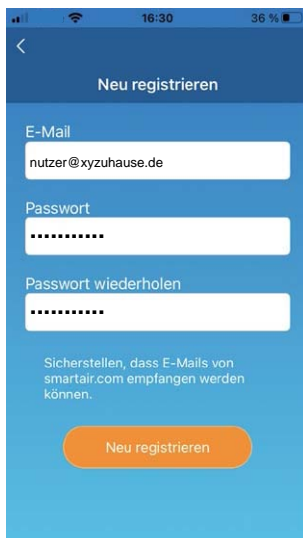 16:30
36 %
Neu registrieren
E-Mail
nutzer@xyzuhause.de
Passwort
•••••••••••
Passwort wiederholen
•••••••••••
Sicherstellen, dass E-Mails von
smartair.com empfangen werden
können.
Neu registrieren